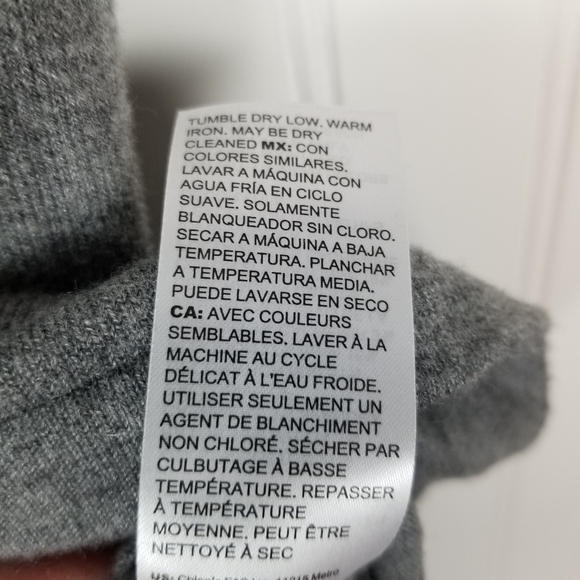 TUMBLE DRY LOW. WARM
IRON. MAY BE DRY
CLEANED MX: CON
COLORES SIMILARES.
LAVAR A MÁQUINA CON
AGUA FRÍA EN CICLO
SUAVE. SOLAMENTE
BLANQUEADOR SIN CLORO.
SECAR A MÁQUINA A BAJA
TEMPERATURA. PLANCHAR
A TEMPERATURA MEDIA.
PUEDE LAVARSE EN SECO
CA: AVEC COULEURS
SEMBLABLES. LAVER À LA
MACHINE AU CYCLE
DÉLICAT À L'EAU FROIDE.
UTILISER SEULEMENT UN
AGENT DE BLANCHIMENT
NON CHLORÉ. SÉCHER PAR
CULBUTAGE À BASSE
TEMPÉRATURE. REPASSER
À TEMPÉRATURE
MOYENNE. PEUT ÊTRE
NETTOYÉ À SEC
US: Chico's FAS